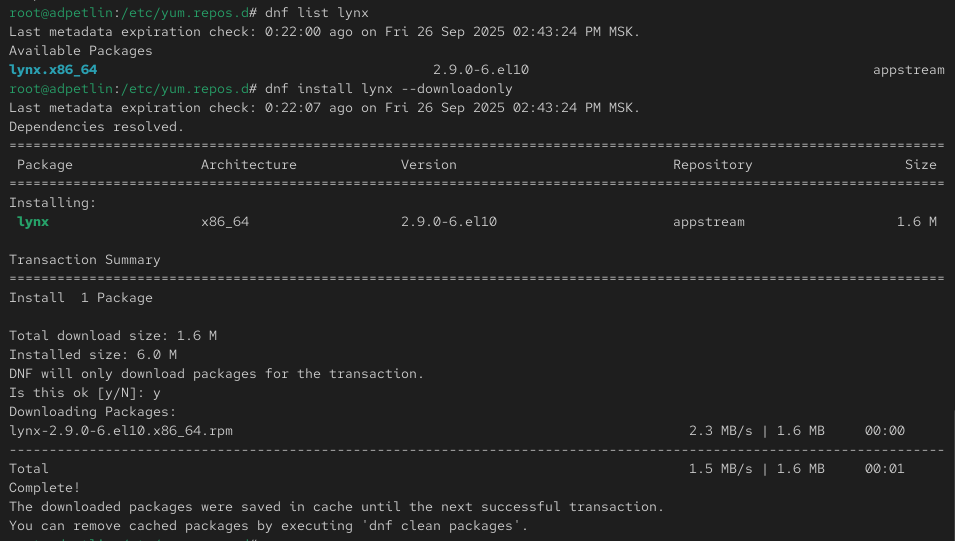 root@adpetlin:/etc/yum.repos.d# dnf list lynx
Last metadata expiration check: 0:22:00 ago on Fri 26 Sep 2025 02:43:24 PM MSK.
Available Packages
lynx.x86_64 2.9.0-6.el10 appstream
root@adpetlin:/etc/yum.repos.d# dnf install lynx --downloadonly
Last metadata expiration check: 0:22:07 ago on Fri 26 Sep 2025 02:43:24 PM MSK.
Dependencies resolved.
Package Architecture Version Repository Size
Installing:
lynx x86_64 2.9.0-6.el10 appstream 1.6 M
Transaction Summary
Install 1 Package
Total download size: 1.6 M
Installed size: 6.0 M
DNF will only download packages for the transaction.
Is this ok [y/N]: y
Downloading Packages:
lynx-2.9.0-6.el10.x86_64.rpm 2.3 MB/s | 1.6 MB 00:00
Total 1.5 MB/s | 1.6 MB 00:01
Complete!
The downloaded packages were saved in cache until the next successful transaction.
You can remove cached packages by executing 'dnf clean packages'.